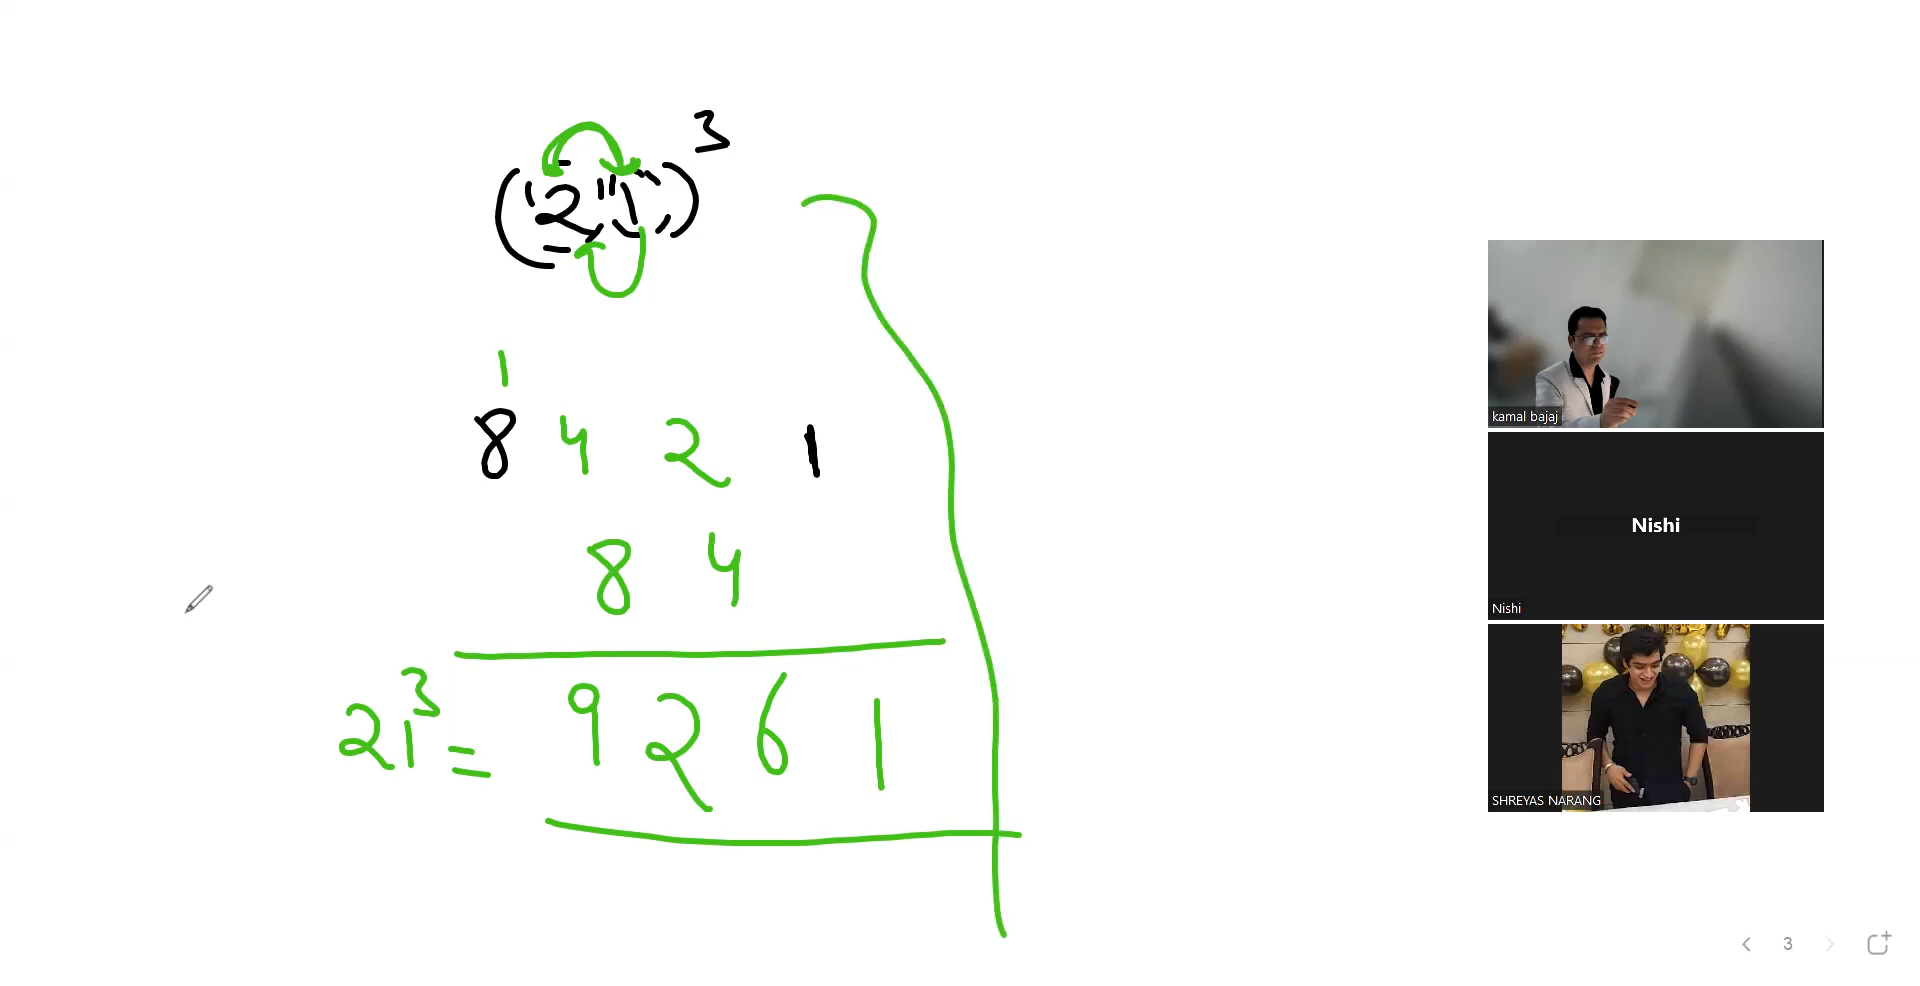 (21)³
1
8 4 2 1
8 4
21³ = 9 2 6 1
kamal bajaj
Nishi
Nishi
SHREYAS NARANG
3